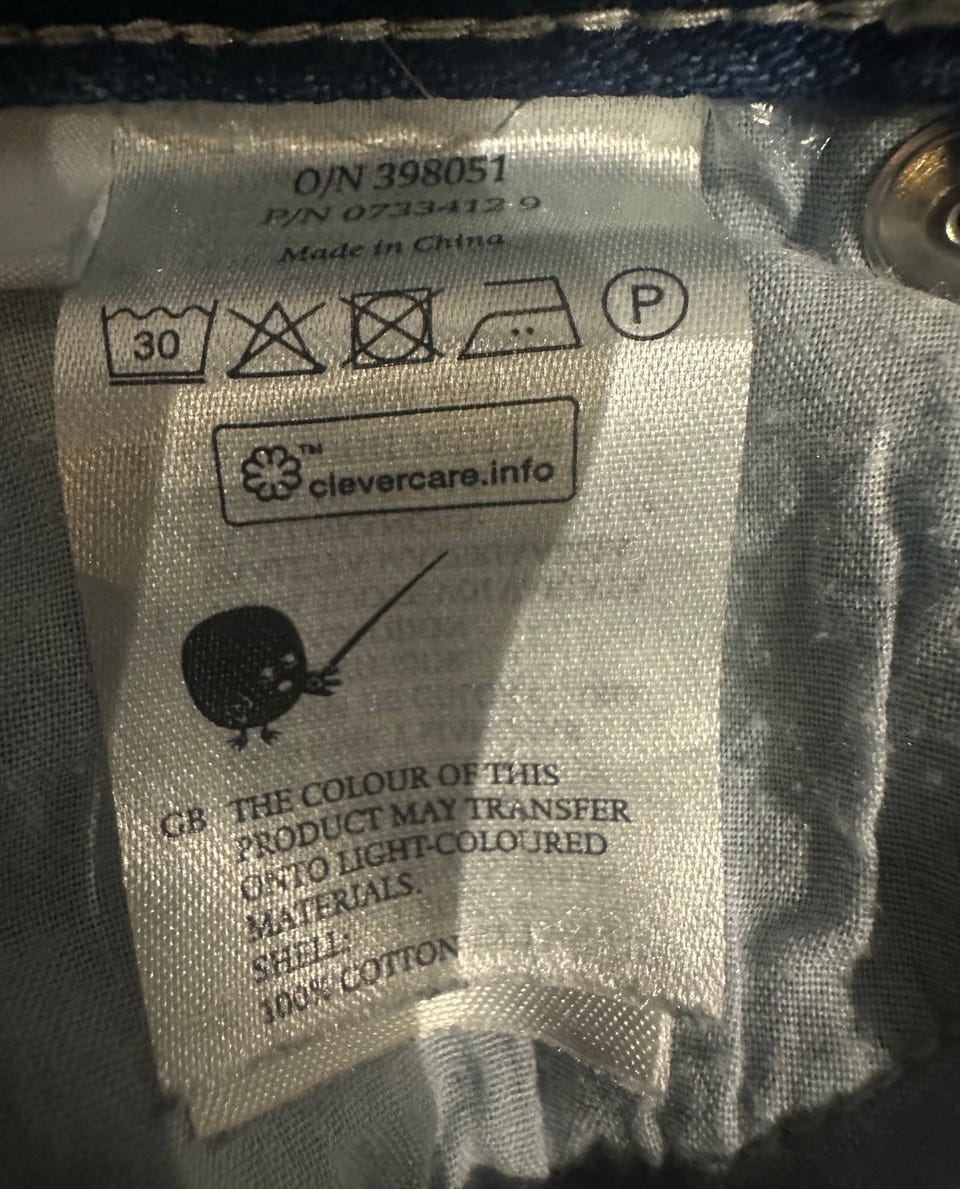 O/N 398051
P/N 0733412 9
Made in China
30
P
™
clevercare.info
GB THE COLOUR OF THIS
PRODUCT MAY TRANSFER
ONTO LIGHT-COLOURED
MATERIALS.
SHELL:
100% COTTON